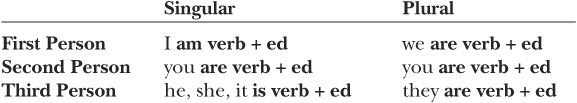 Singular Plural
First Person I am verb + ed we are verb + ed
Second Person you are verb + ed you are verb + ed
Third Person he, she, it is verb + ed they are verb + ed